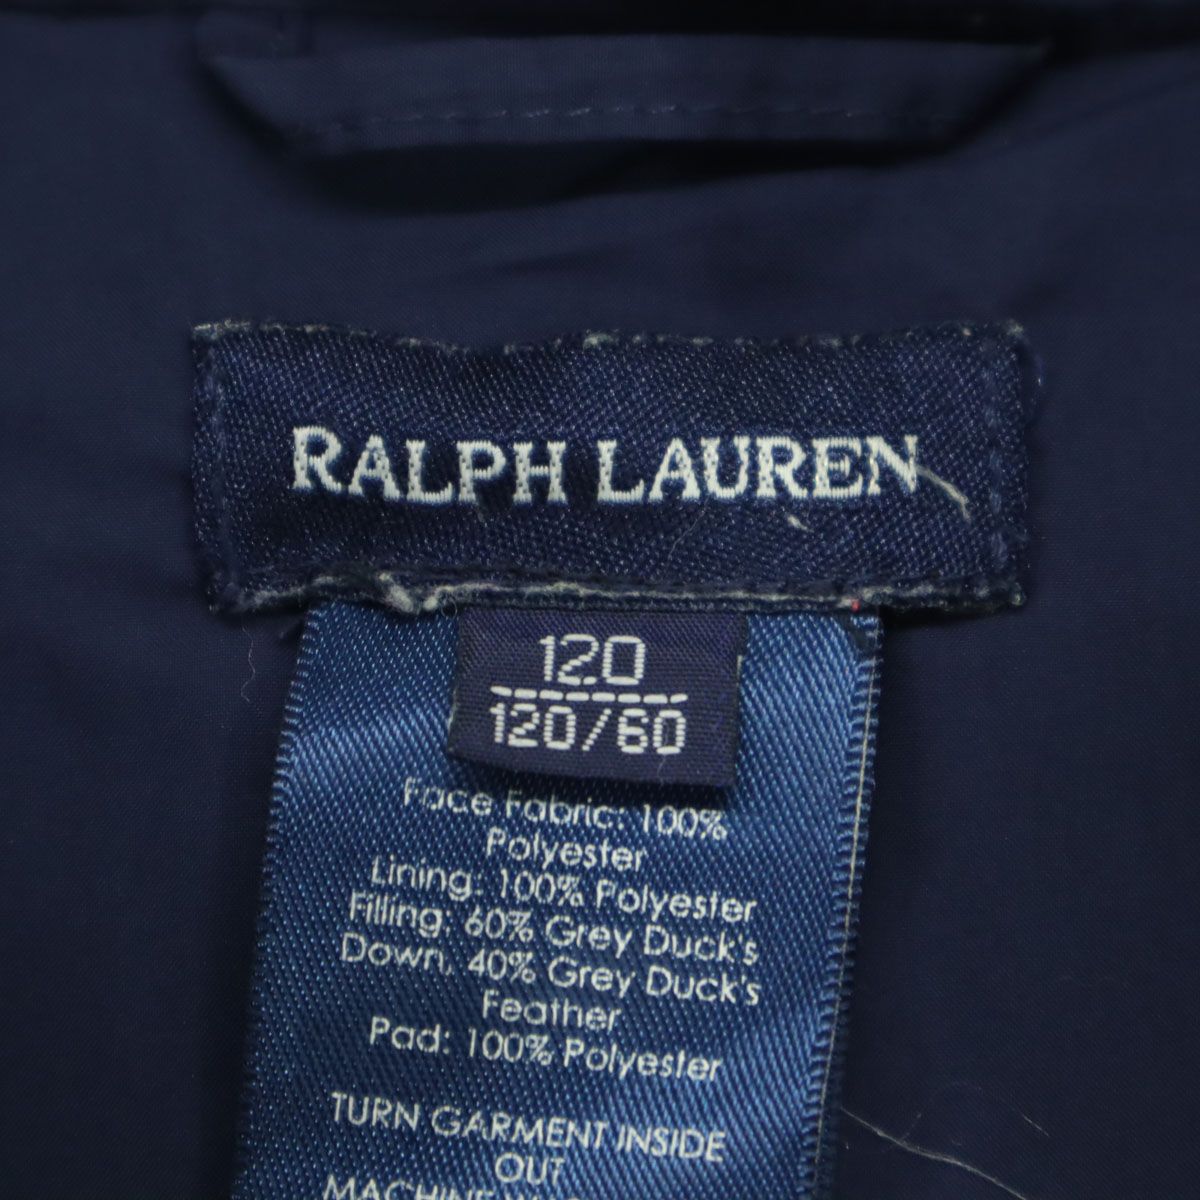 RALPH LAUREN
120
120/60
Face Fabric: 100%
Polyester
Lining: 100% Polyester
Filling: 60% Grey Duck's
Down, 40% Grey Duck's
Feather
Pad: 100% Polyester
TURN GARMENT INSIDE
OUT
MACHINE